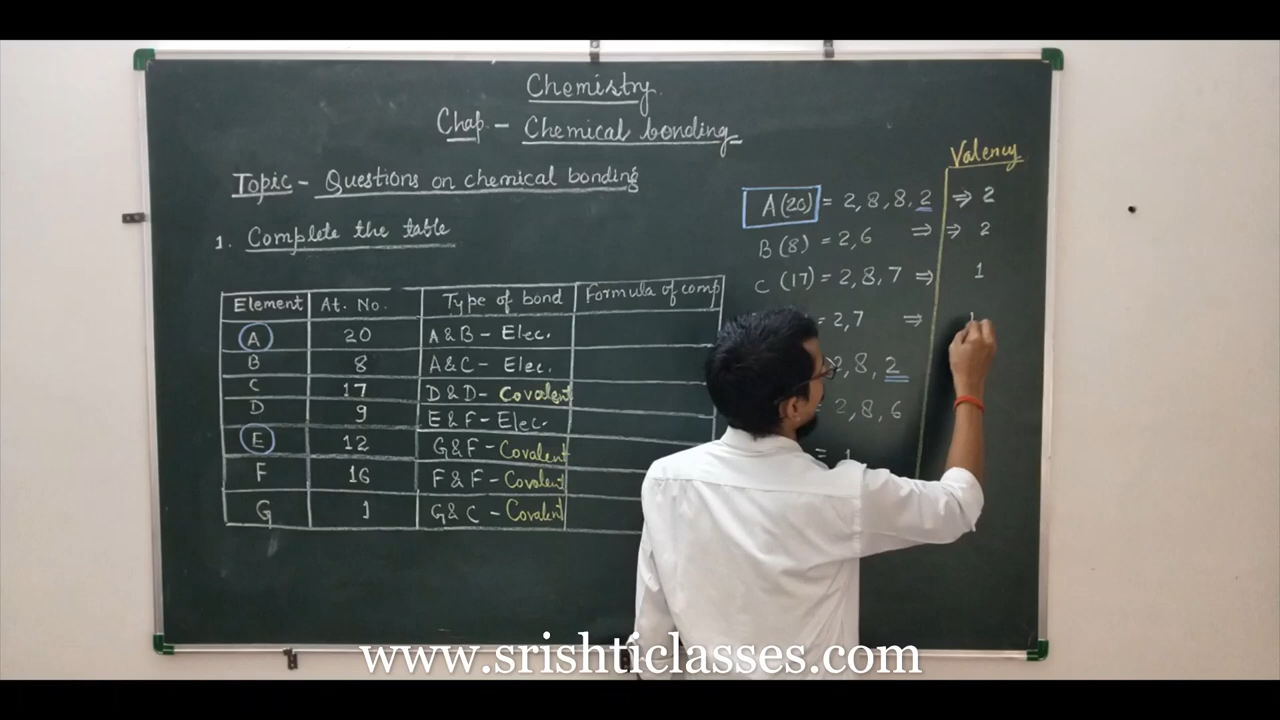 Chemistry
Chap - Chemical bonding
Topic - Questions on chemical bonding
1. Complete the table
Element At. No. Type of bond Formula of comp
A 20 A & B - Elec.
B 8 A & C - Elec.
C 17 D & D - Covalent
D 9 E & F - Elec.
E 12 G & F - Covalent
F 16 F & F - Covalent
G 1 G & C - Covalent
Valency
A (20) = 2, 8, 8, 2 ⇒ 2
B (8) = 2, 6 ⇒ ⇒ 2
C (17) = 2, 8, 7 ⇒ 1
= 2, 7 ⇒ 1
2, 8, 2
= 2, 8, 6
= 1
www.srishticlasses.com